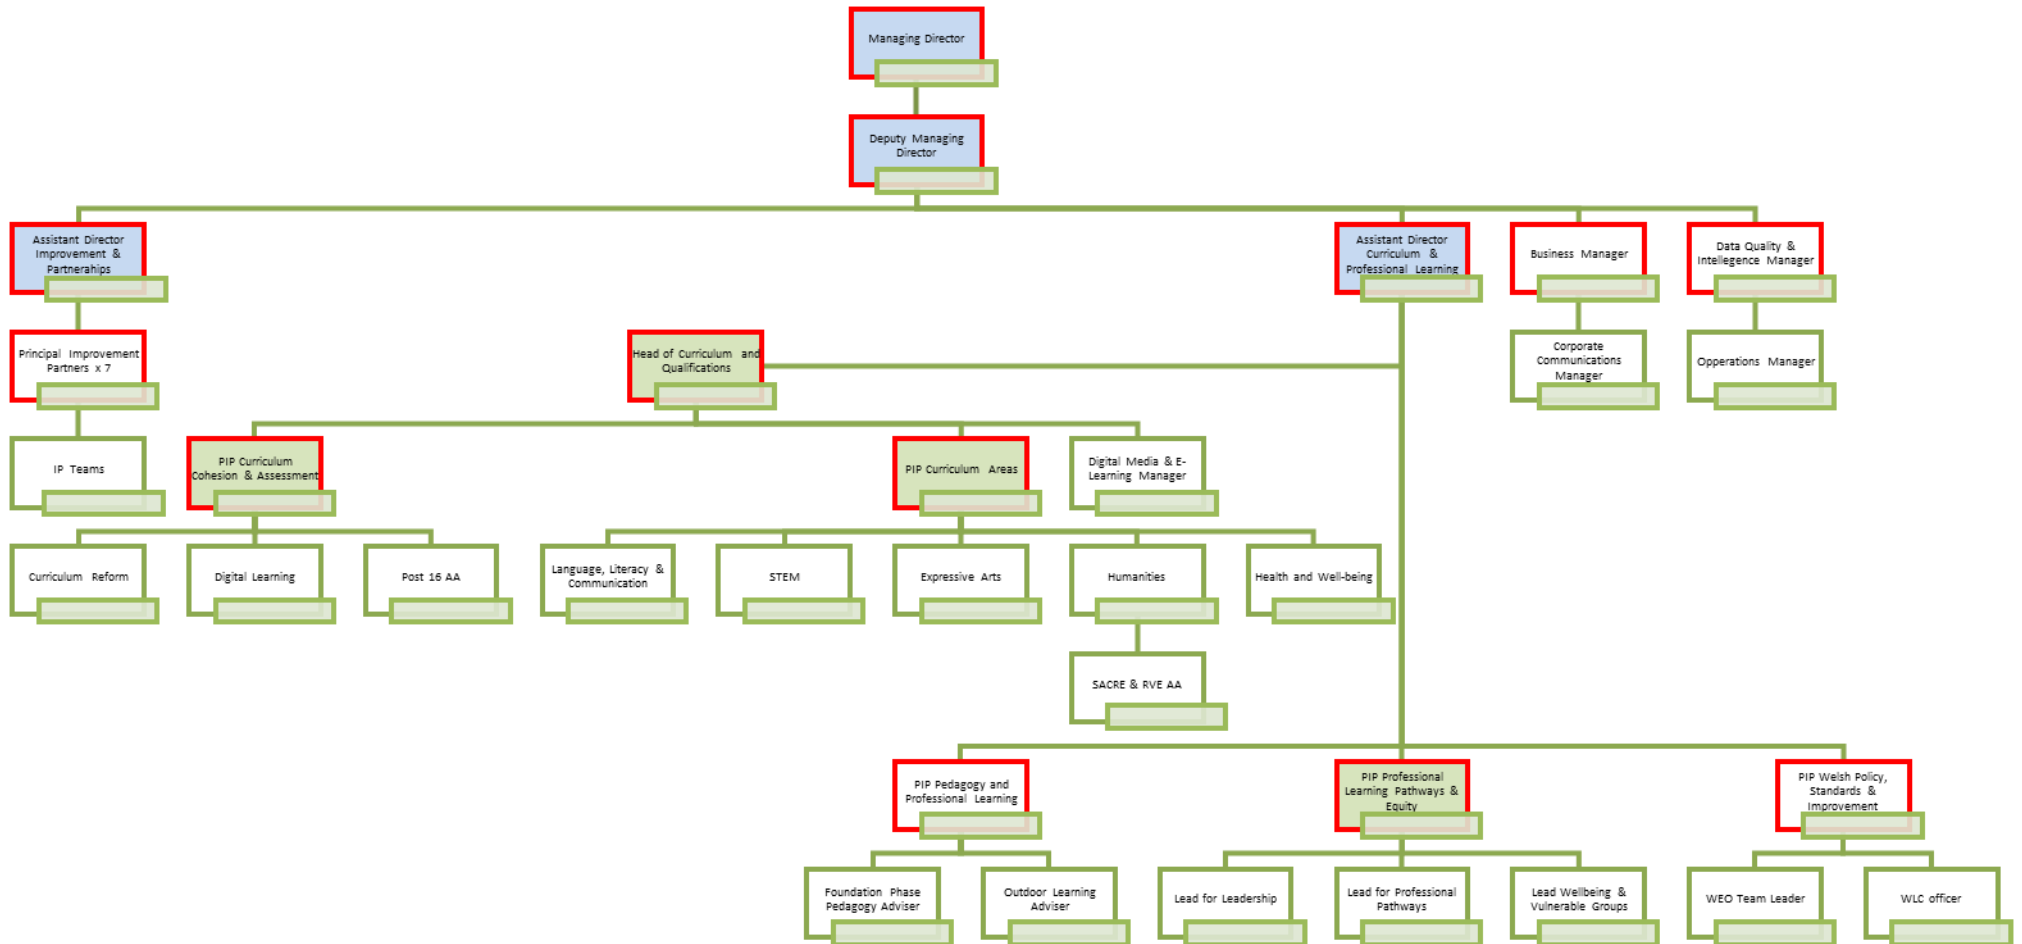 Managing Director
Deputy Managing
Director
Assistant Director
Improvement &
Partnerahips
Assistant Director
Curriculum &
Professional Learning
Business Manager
Data Quality &
Intellegence Manager
Principal Improvement
Partners x 7
Head of Curriculum and
Qualifications
Corporate
Communications
Manager
Opperations Manager
IP Teams
PIP Curriculum
Cohesion & Assessment
PIP Curriculum Areas
Digital Media & E-
Learning Manager
Curriculum Reform
Digital Learning
Post 16 AA
Language, Literacy &
Communication
STEM
Expressive Arts
Humanities
Health and Well-being
SACRE & RVE AA
PIP Pedagogy and
Professional Learning
PIP Professional
Learning Pathways &
Equity
PIP Welsh Policy,
Standards &
Improvement
Foundation Phase
Pedagogy Adviser
Outdoor Learning
Adviser
Lead for Leadership
Lead for Professional
Pathways
Lead Wellbeing &
Vulnerable Groups
WEO Team Leader
WLC officer